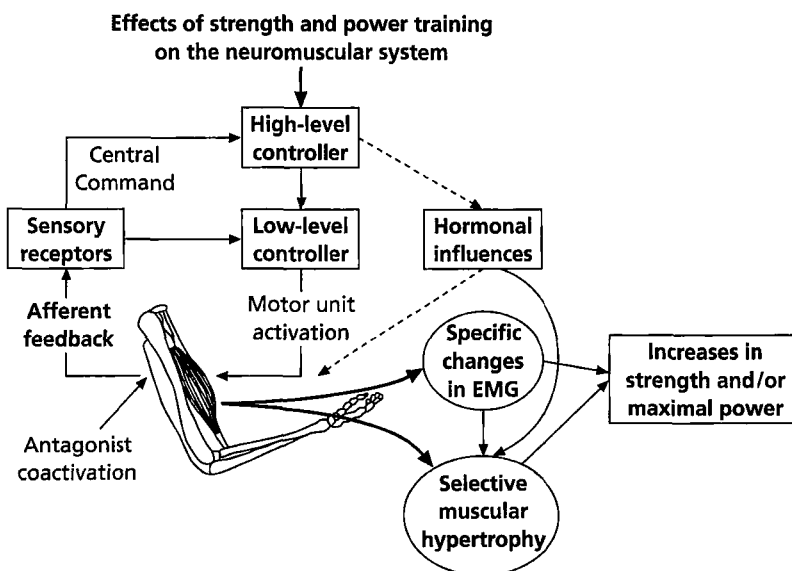 Effects of strength and power training
on the neuromuscular system
High-level
controller
Central
Command
Sensory
receptors
Low-level
controller
Hormonal
influences
Afferent
feedback
Motor unit
activation
Specific
changes
in EMG
Increases in
strength and/or
maximal power
Antagonist
coactivation
Selective
muscular
hypertrophy